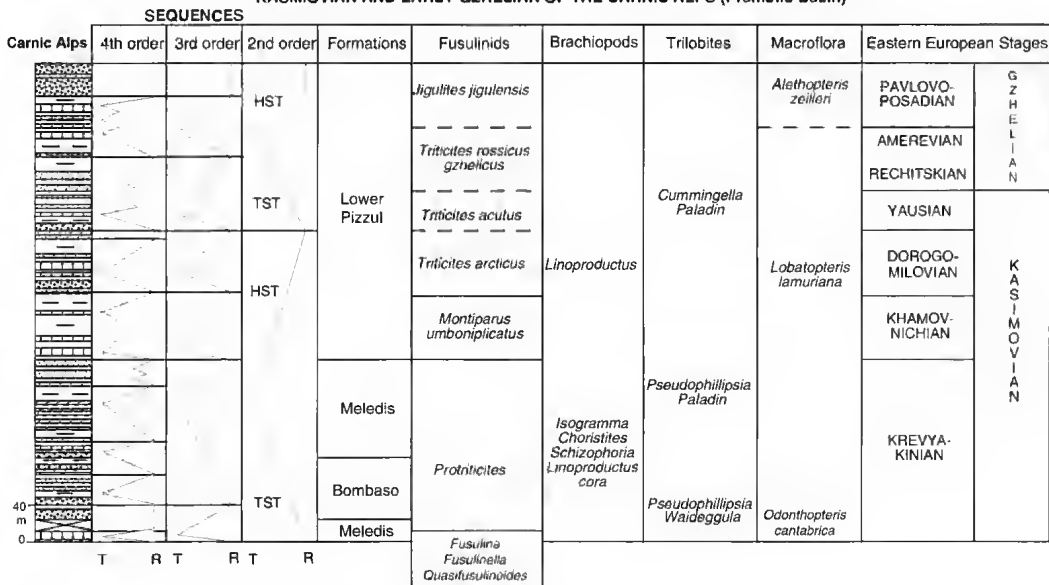 KASIMOVIAN AND EARLY GZHELIAN OF THE CARNIC ALPS (Pramollo Basin)
SEQUENCES
Carnic Alps 4th order 3rd order 2nd order Formations Fusulinids Brachiopods Trilobites Macroflora Eastern European Stages
HST
Jigulites jigulensis
Alethopteris
zeilleri
PAVLOVO-
POSADIAN
GZHELIAN
Triticites rossicus
gzhelicus
AMEREVIAN
RECHITSKIAN
TST
Lower
Pizzul
Triticites aculus
Cummingella
Paladin
YAUSIAN
HST
Triticites arcticus
Linoproductus
Lobatopteris
lamuriana
DOROGO-
MILOVIAN
KASIMOVIAN
Montiparus
umboniplicatus
KHAMOV-
NICHIAN
Meledis
Pseudophillipsia
Paladin
Isogramma
Choristites
Schizophoria
Linoproductus
cora
KREVYA-
KINIAN
Protriticites
TST
Bombaso
Pseudophillipsia
Waideggula
Odonthopteris
cantabrica
40
m
0
Meledis
T R T R T R
Fusulina
Fusulinella
Quasifusulinoides